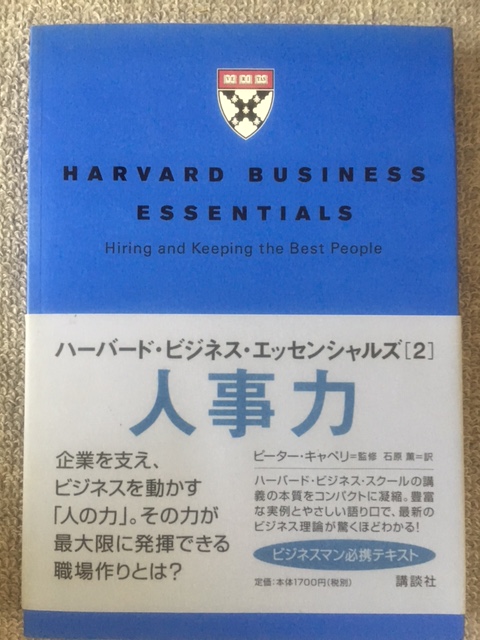 HARVARD BUSINESS
ESSENTIALS
Hiring and Keeping the Best People
ハーバード・ビジネス・エッセンシャルズ[2]
人事力
企業を支え、
ビジネスを動かす
「人の力」。その力が
最大限に発揮できる
職場作りとは?
ピーター・キャペリ=監修 石原 薫=訳
ハーバード・ビジネス・スクールの講
義の本質をコンパクトに凝縮。豊富
な実例とやさしい語り口で、最新の
ビジネス理論が驚くほどわかる!
ビジネスマン必携テキスト
定価:本体1700円(税別)
講談社